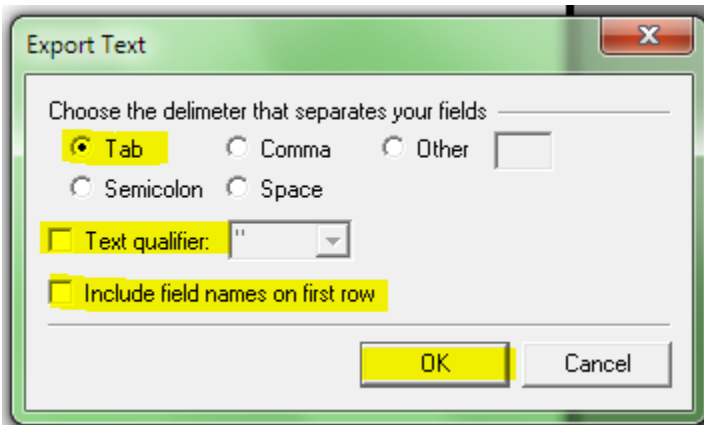 Export Text
x
Choose the delimeter that separates your fields
Tab Comma Other
Semicolon Space
Text qualifier: "
Include field names on first row
OK Cancel